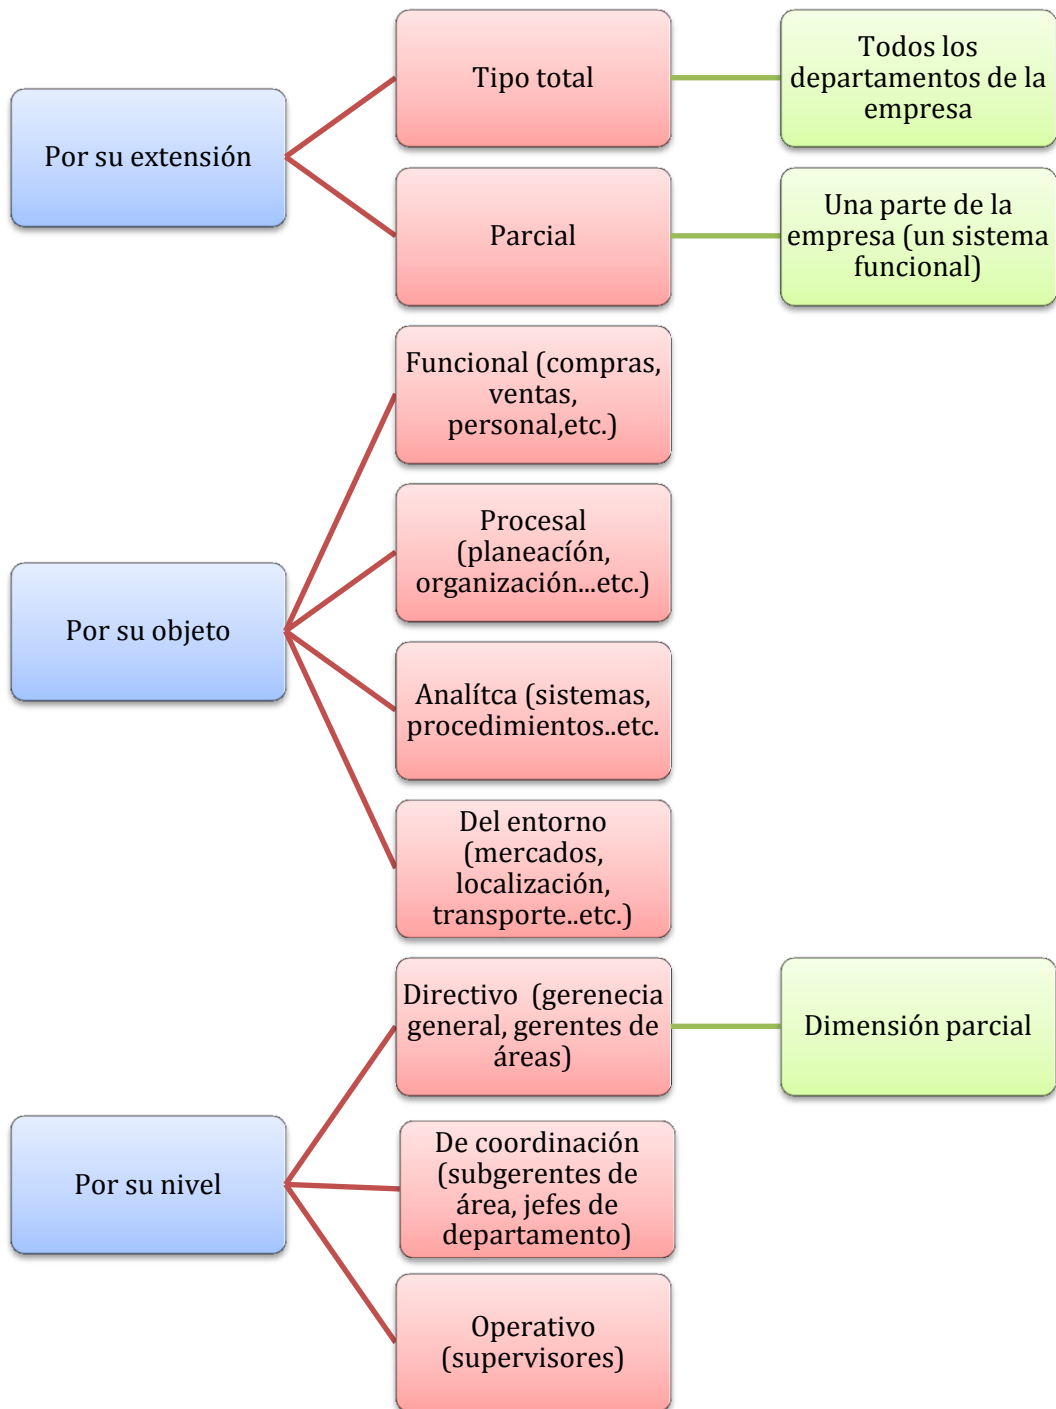 Por su extensión
Tipo total
Todos los
departamentos de la
empresa
Parcial
Una parte de la
empresa (un sistema
funcional)
Por su objeto
Funcional (compras,
ventas,
personal,etc.)
Procesal
(planeacíón,
organización...etc.)
Analítca (sistemas,
procedimientos..etc.
Del entorno
(mercados,
localización,
transporte..etc.)
Por su nivel
Directivo (gerenecia
general, gerentes de
áreas)
Dimensión parcial
De coordinación
(subgerentes de
área, jefes de
departamento)
Operativo
(supervisores)